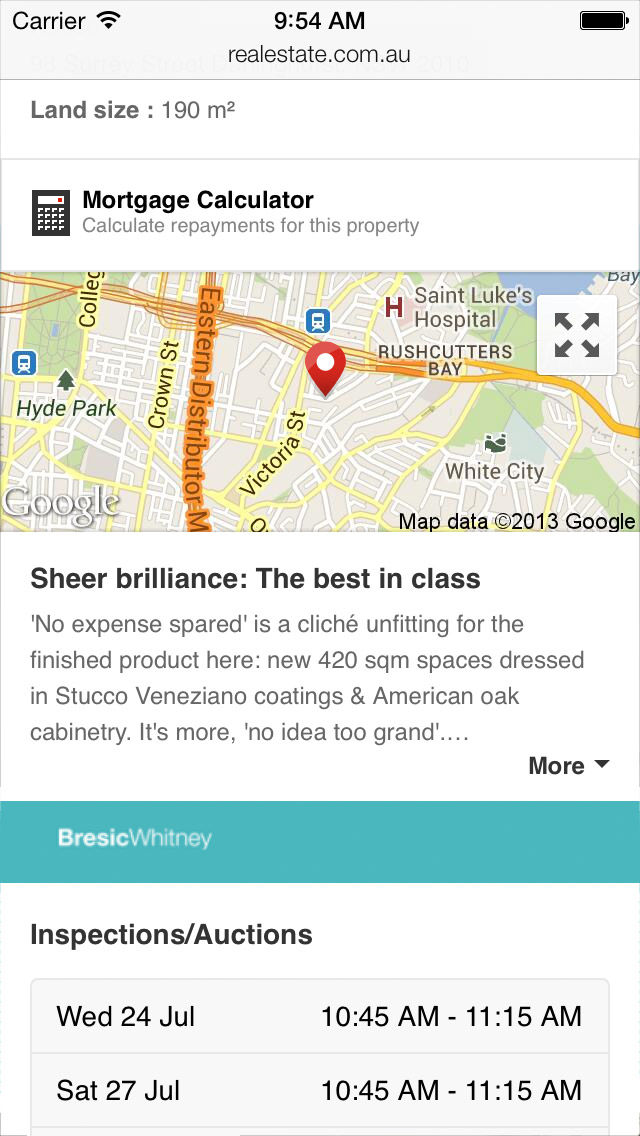 Carrier 9:54 AM
realestate.com.au
Land size : 190 m²
Mortgage Calculator
Calculate repayments for this property
Bay
Saint Luke's
Hospital
RUSHCUTTERS
BAY
Eastern Distributor M
Crown St
Hyde Park
Victoria St
White City
Google
Map data ©2013 Google
Sheer brilliance: The best in class
'No expense spared' is a cliché unfitting for the
finished product here: new 420 sqm spaces dressed
in Stucco Veneziano coatings & American oak
cabinetry. It's more, 'no idea too grand'....
More
BresicWhitney
Inspections/Auctions
Wed 24 Jul 10:45 AM - 11:15 AM
Sat 27 Jul 10:45 AM - 11:15 AM